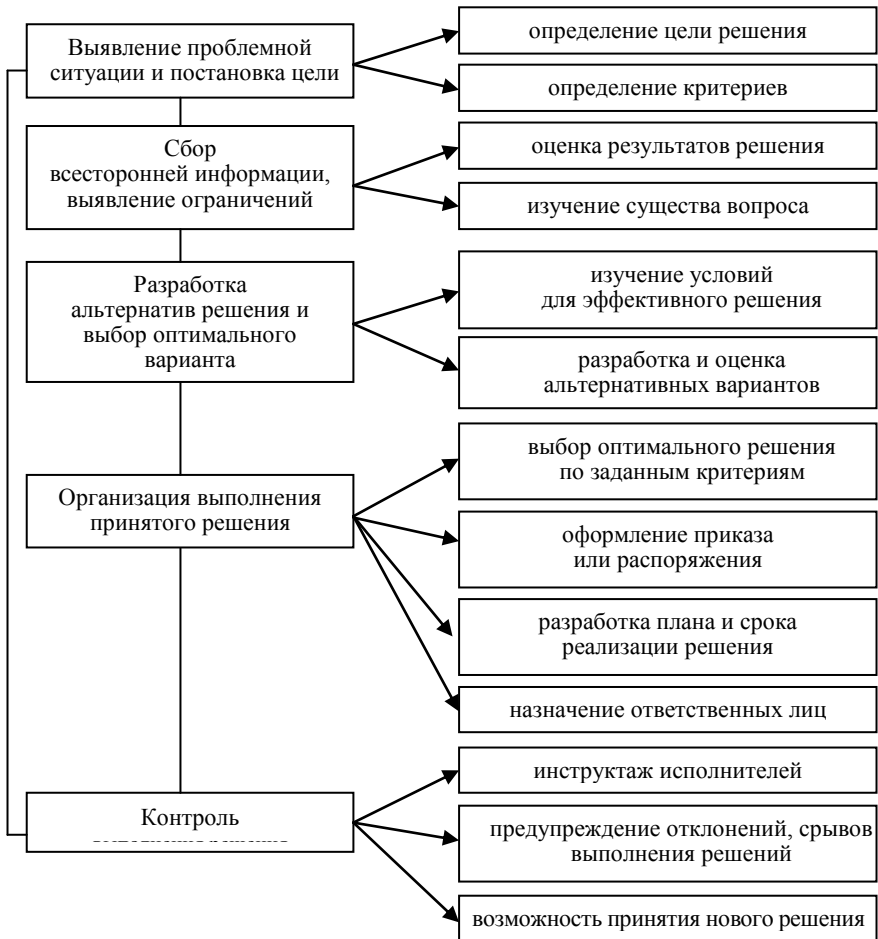 Выявление проблемной
ситуации и постановка цели
определение цели решения
определение критериев
Сбор
всесторонней информации,
выявление ограничений
оценка результатов решения
изучение существа вопроса
Разработка
альтернатив решения и
выбор оптимального
варианта
изучение условий
для эффективного решения
разработка и оценка
альтернативных вариантов
Организация выполнения
принятого решения
выбор оптимального решения
по заданным критериям
оформление приказа
или распоряжения
разработка плана и срока
реализации решения
назначение ответственных лиц
Контроль
инструктаж исполнителей
предупреждение отклонений, срывов
выполнения решений
возможность принятия нового решения